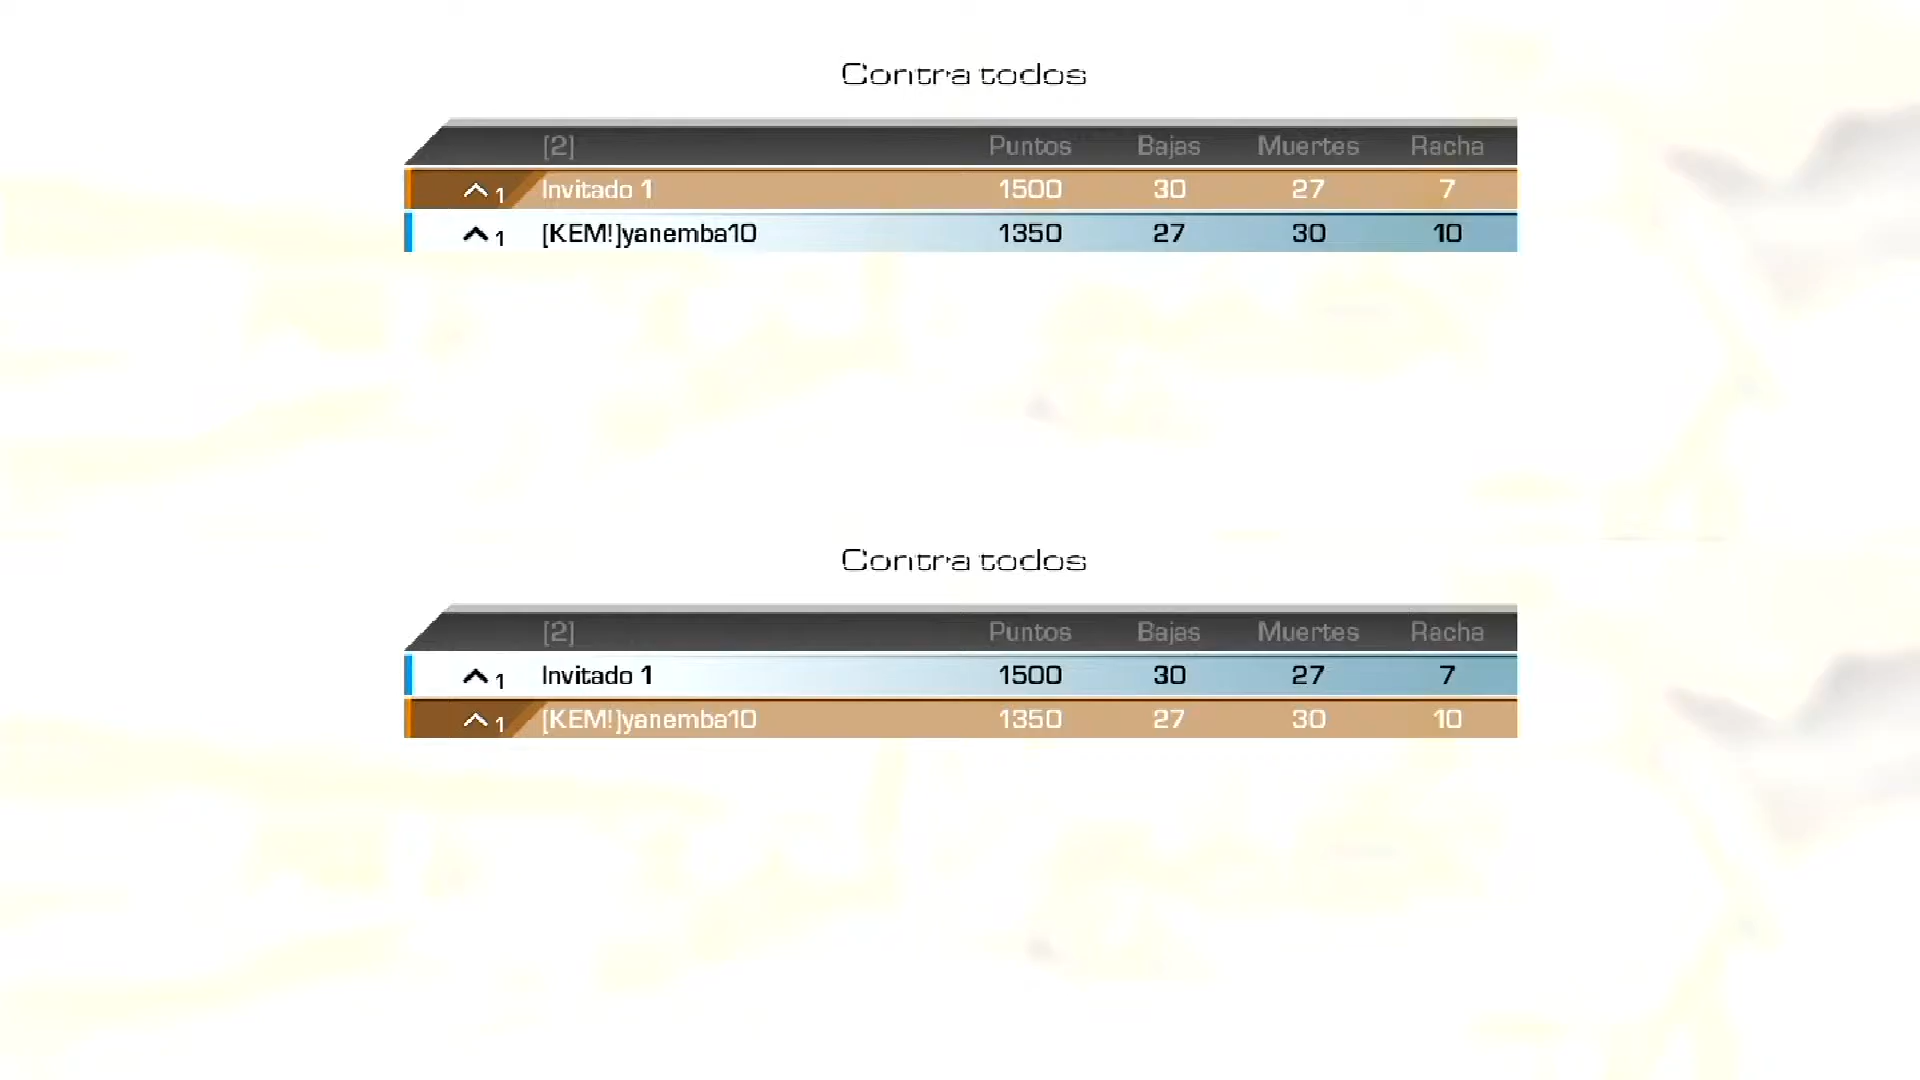 Contra todos
[2] Puntos Bajas Muertes Racha
1 Invitado 1 1500 30 27 7
1 [KEM!]yanemba10 1350 27 30 10
Contra todos
[2] Puntos Bajas Muertes Racha
1 Invitado 1 1500 30 27 7
1 [KEM!]yanemba10 1350 27 30 10